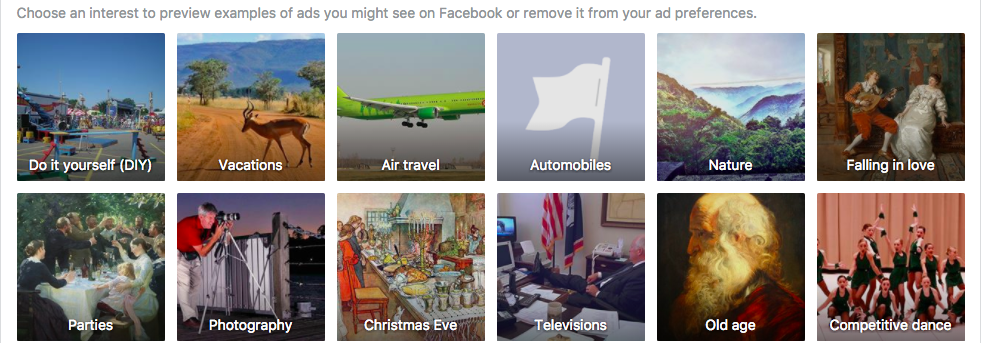 Choose an interest to preview examples of ads you might see on Facebook or remove it from your ad preferences.
Do it yourself (DIY)
Vacations
Air travel
Automobiles
Nature
Falling in love
Parties
Photography
Christmas Eve
Televisions
Old age
Competitive dance